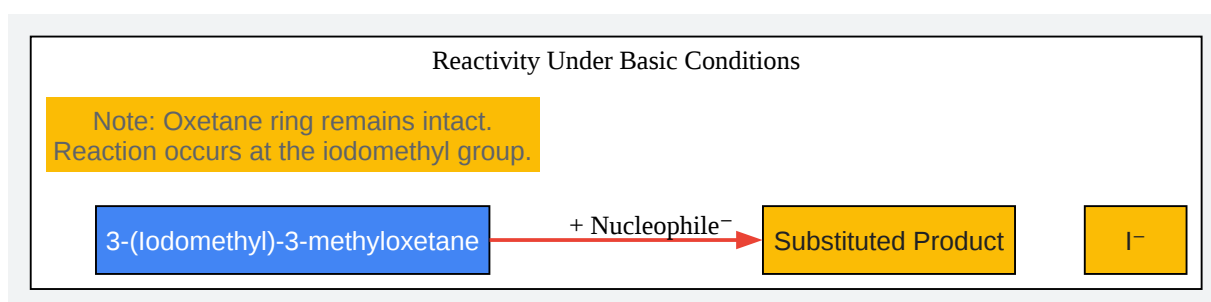 Reactivity Under Basic Conditions
Note: Oxetane ring remains intact.
Reaction occurs at the iodomethyl group.
3-(Iodomethyl)-3-methyloxetane
+ Nucleophile⁻
Substituted Product
I⁻